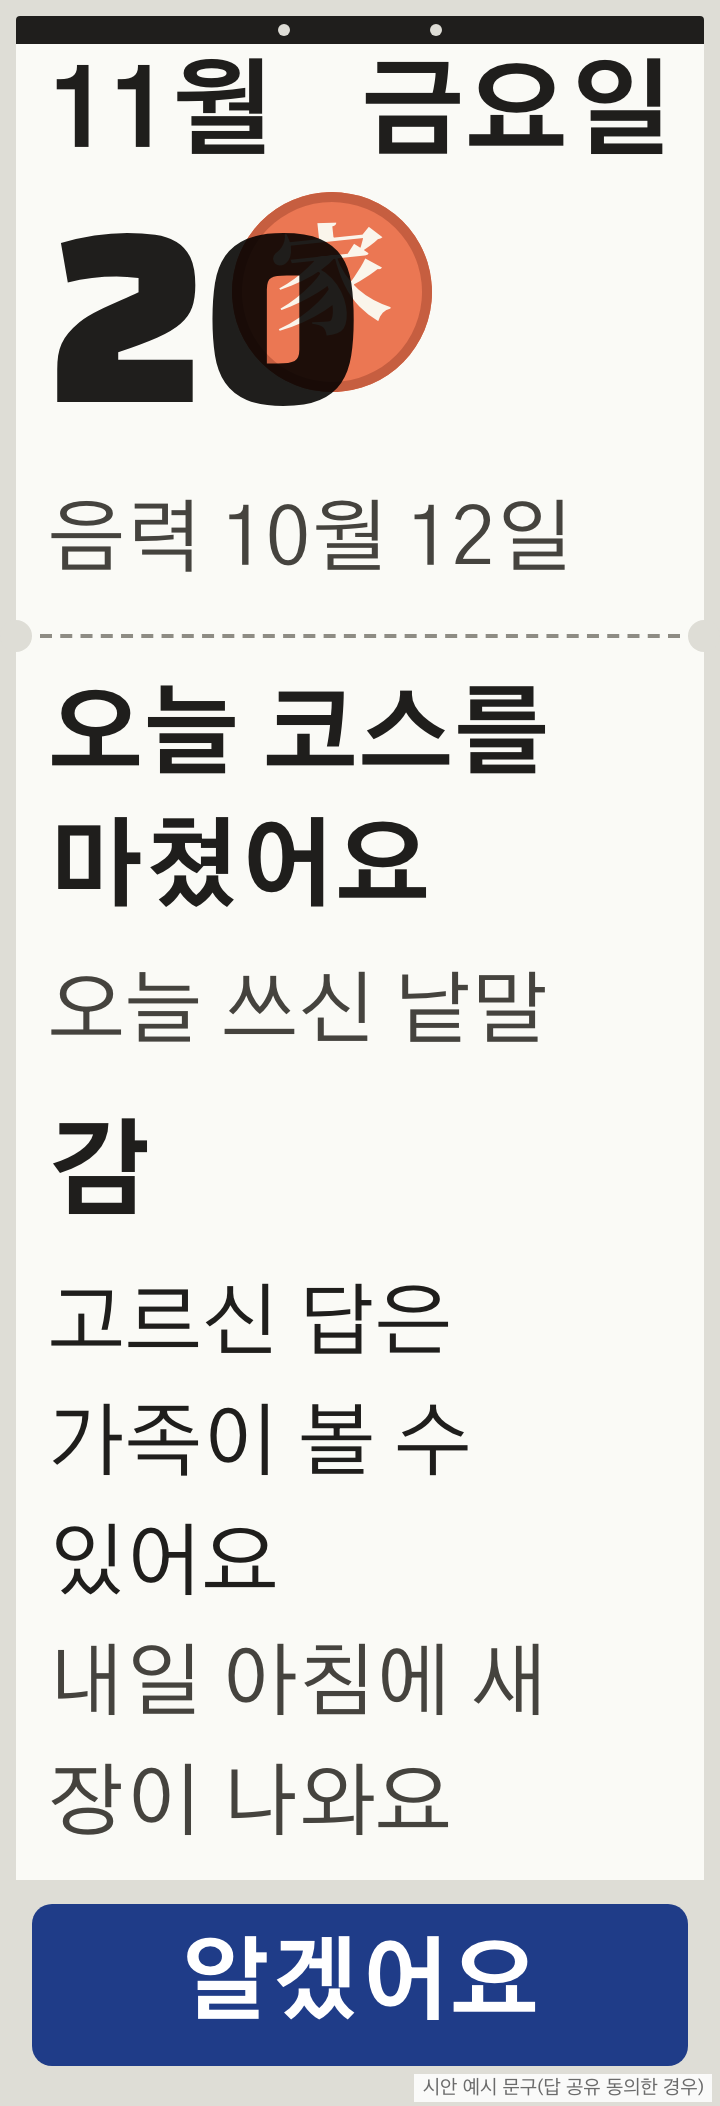 11월 금요일
20
家
음력 10월 12일
오늘 코스를
마쳤어요
오늘 쓰신 낱말
감
고르신 답은
가족이 볼 수
있어요
내일 아침에 새
장이 나와요
알겠어요
시안 예시 문구(답 공유 동의한 경우)